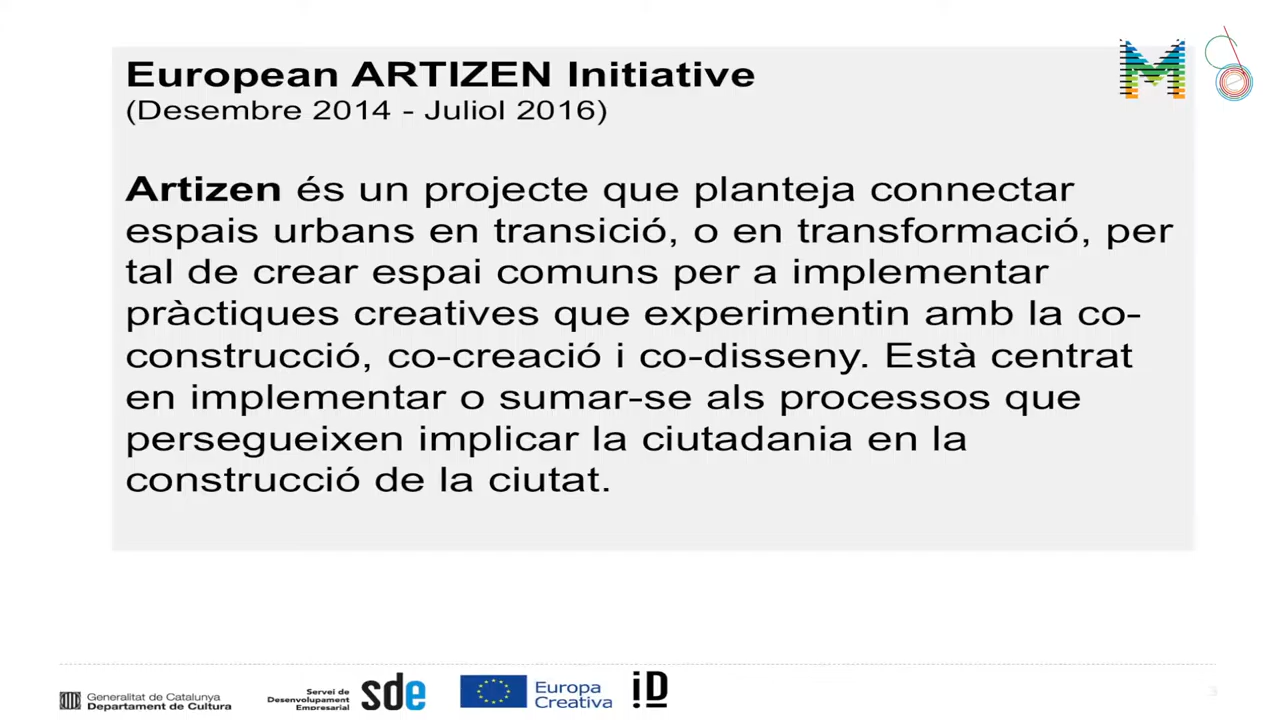 European ARTIZEN Initiative
(Desembre 2014 - Juliol 2016)
Artizen és un projecte que planteja connectar
espais urbans en transició, o en transformació, per
tal de crear espai comuns per a implementar
pràctiques creatives que experimentin amb la co-
construcció, co-creació i co-disseny. Està centrat
en implementar o sumar-se als processos que
persegueixen implicar la ciutadania en la
construcció de la ciutat.
M
Generalitat de Catalunya
Departament de Cultura
Servei de
Desenvolupament
Empresarial
sde
Europa
Creativa
iD
3